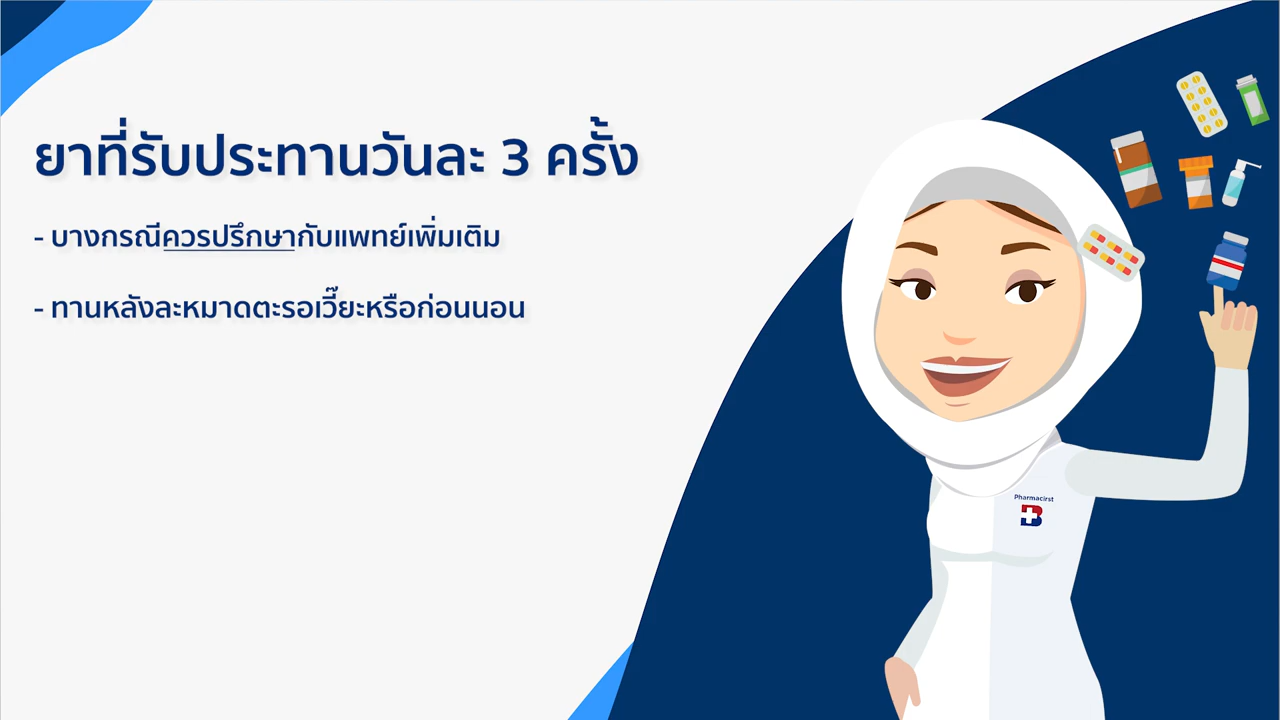 ยาที่รับประทานวันละ 3 ครั้ง
- บางกรณีควรปรึกษากับแพทย์เพิ่มเติม
- ทานหลังละหมาดตะรอเวี๊ยะหรือก่อนนอน
Pharmacirst
B